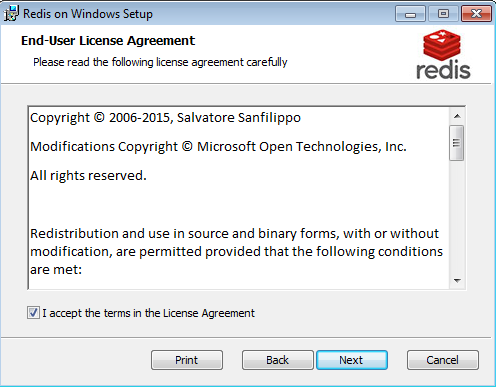 Redis on Windows Setup
End-User License Agreement
Please read the following license agreement carefully
redis
Copyright © 2006-2015, Salvatore Sanfilippo
Modifications Copyright © Microsoft Open Technologies, Inc.
All rights reserved.
Redistribution and use in source and binary forms, with or without
modification, are permitted provided that the following conditions
are met:
I accept the terms in the License Agreement
Print
Back
Next
Cancel